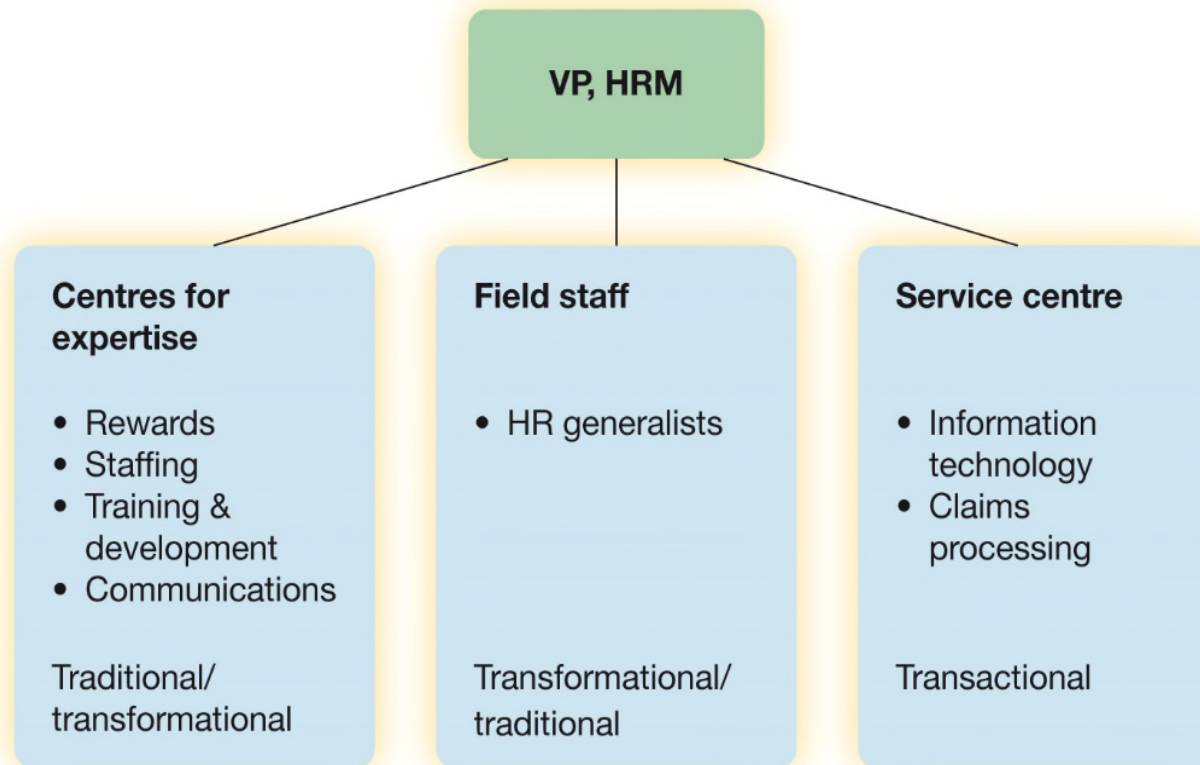 VP, HRM
Centres for
expertise
• Rewards
• Staffing
• Training &
development
• Communications
Traditional/
transformational
Field staff
• HR generalists
Transformational/
traditional
Service centre
• Information
technology
• Claims
processing
Transactional